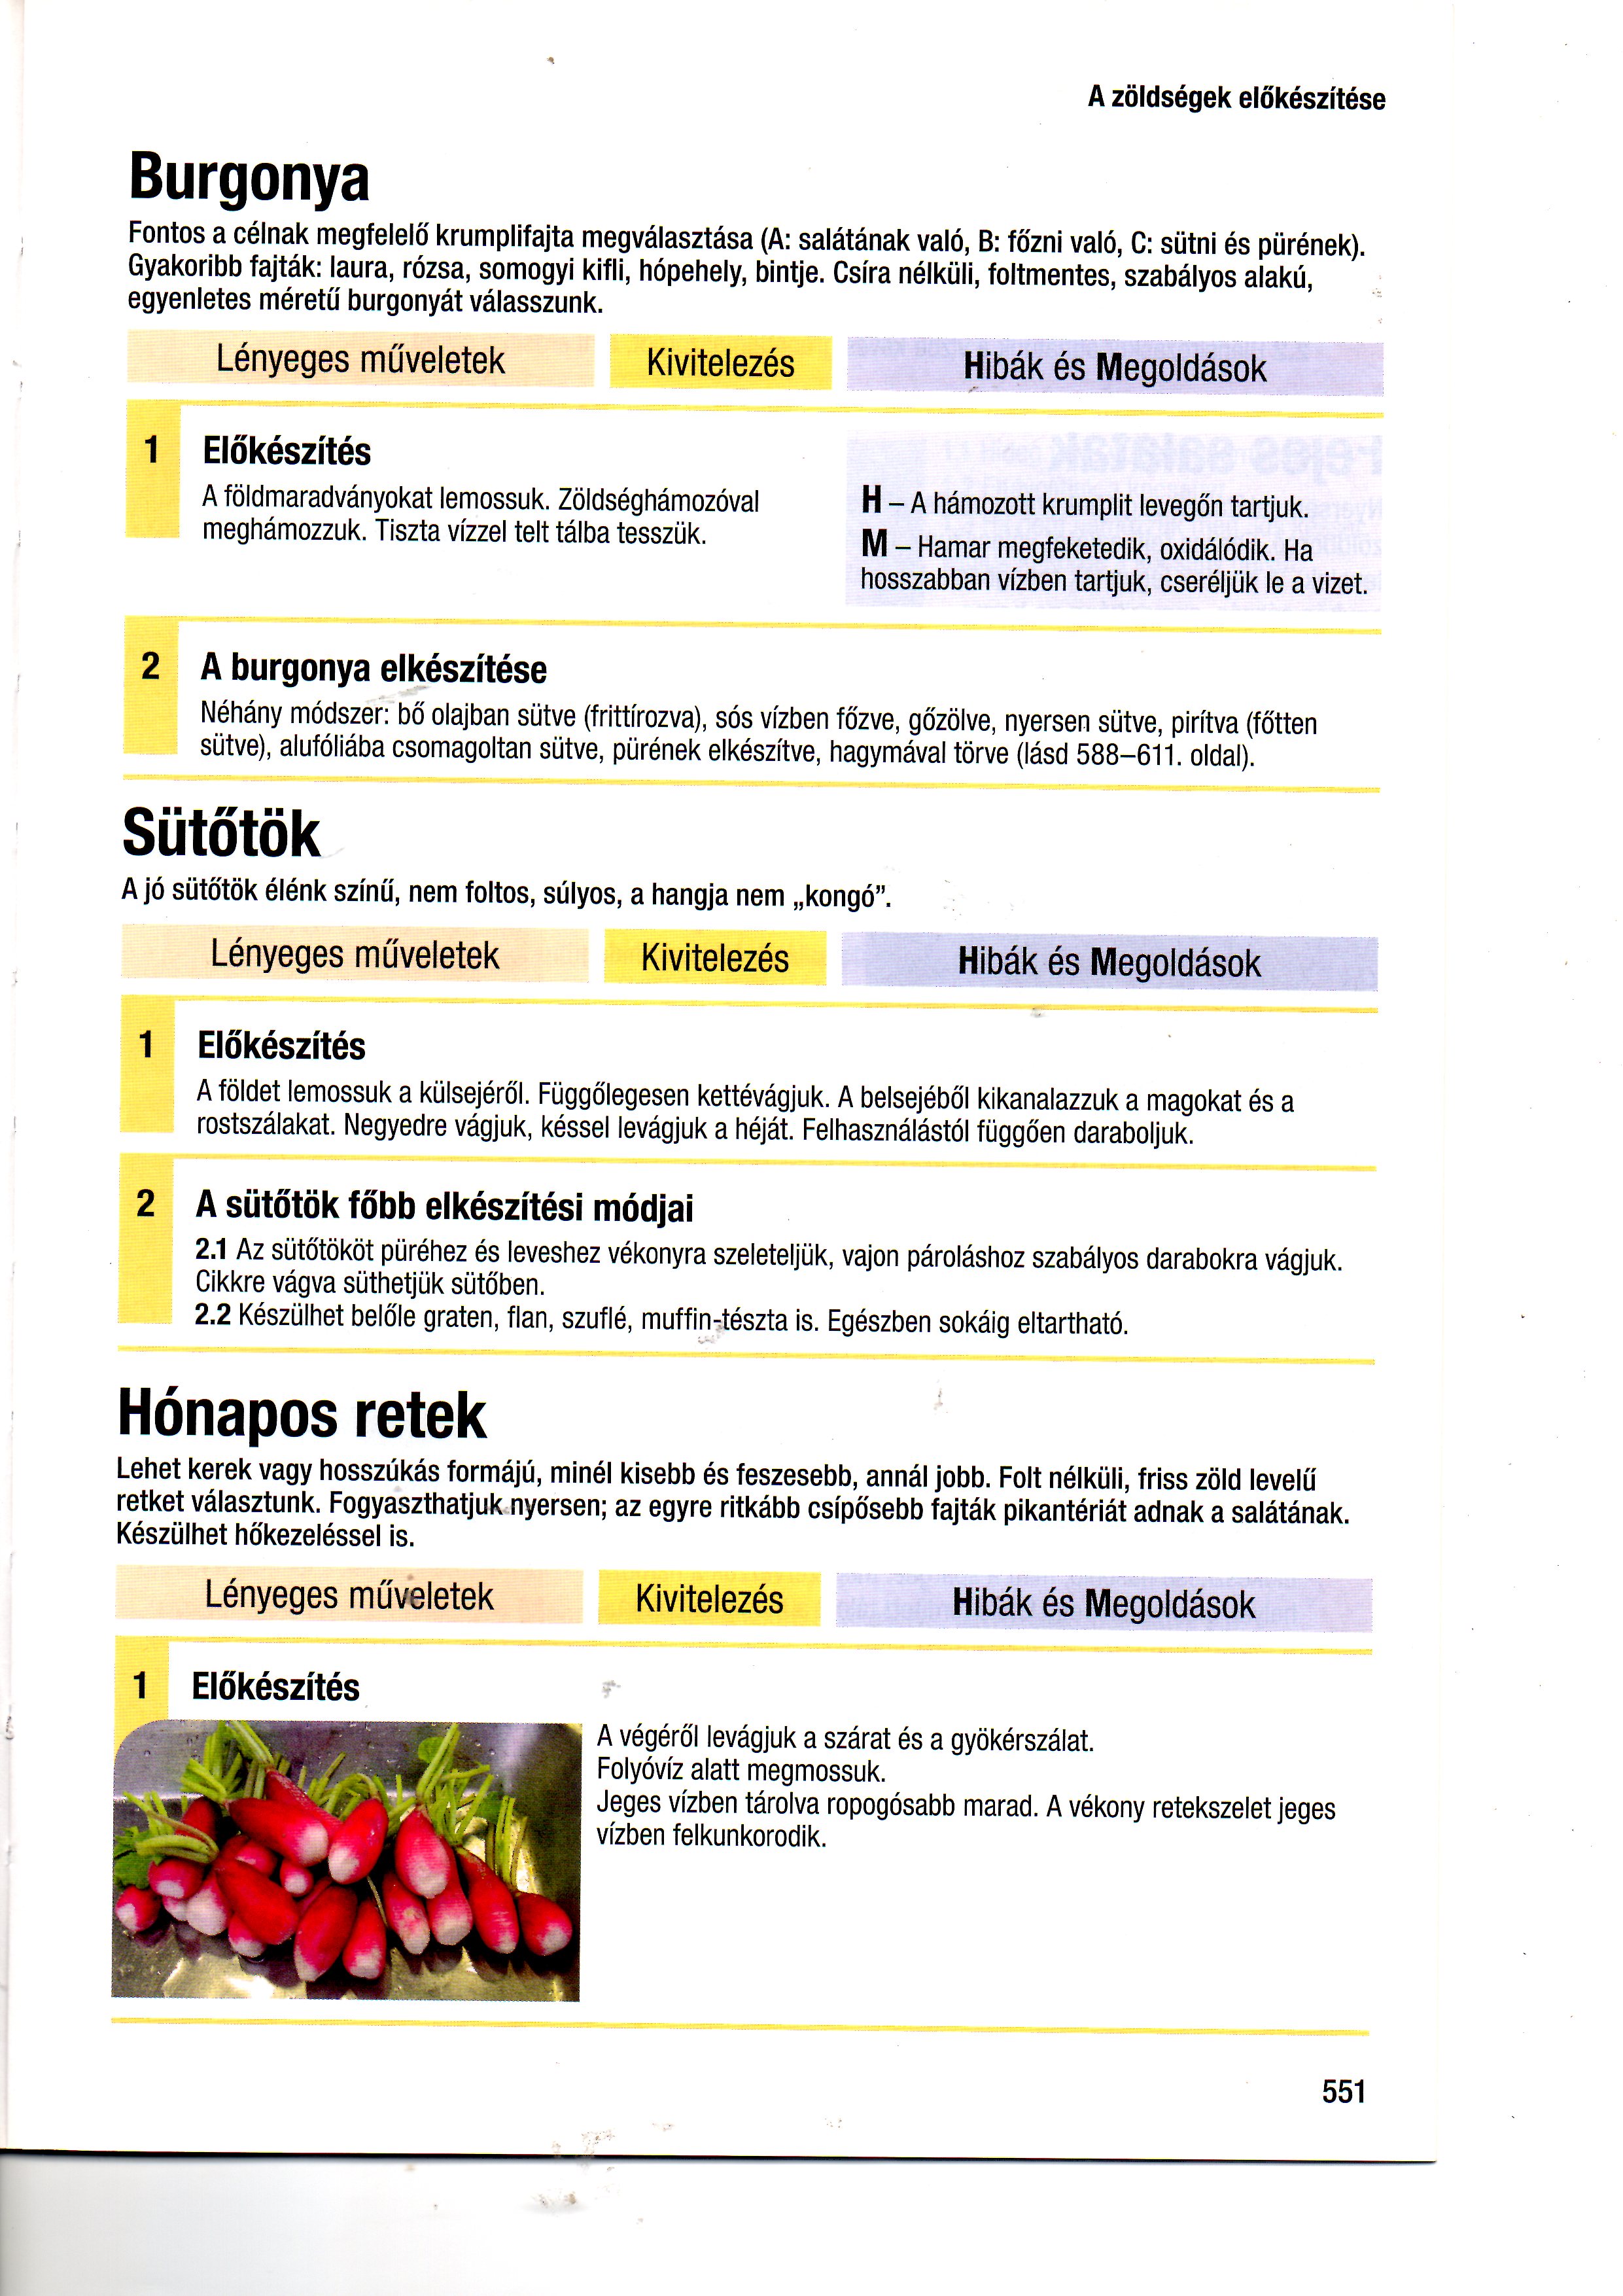 A zöldségek előkészítése
Burgonya
Fontos a célnak megfelelő krumplifajta megválasztása (A: salátának való, B: főzni való, C: sütni és pürének).
Gyakoribb fajták: laura, rózsa, somogyi kifli, hópehely, bintje. Csíra nélküli, foltmentes, szabályos alakú,
egyenletes méretű burgonyát válasszunk.
Lényeges műveletek
Kivitelezés
Hibák és Megoldások
1 Előkészítés
A földmaradványokat lemossuk. Zöldséghámozóval
meghámozzuk. Tiszta vízzel telt tálba tesszük.
H – A hámozott krumplit levegőn tartjuk.
M – Hamar megfeketedik, oxidálódik. Ha
hosszabban vízben tartjuk, cseréljük le a vizet.
2 A burgonya elkészítése
Néhány módszer: bő olajban sütve (frittírozva), sós vízben főzve, gőzölve, nyersen sütve, pirítva (főtten
sütve), alufóliába csomagoltan sütve, pürének elkészítve, hagymával törve (lásd 588–611. oldal).
Sütőtök
A jó sütőtök élénk színű, nem foltos, súlyos, a hangja nem „kongó”.
Lényeges műveletek
Kivitelezés
Hibák és Megoldások
1 Előkészítés
A földet lemossuk a külsejéről. Függőlegesen kettévágjuk. A belsejéből kikanalazzuk a magokat és a
rostszálakat. Negyedre vágjuk, késsel levágjuk a héját. Felhasználástól függően daraboljuk.
2 A sütőtök főbb elkészítési módjai
2.1 Az sütőtököt püréhez és leveshez vékonyra szeleteljük, vajon pároláshoz szabályos darabokra vágjuk.
Cikkre vágva süthetjük sütőben.
2.2 Készülhet belőle graten, flan, szuflé, muffin-tészta is. Egészben sokáig eltartható.
Hónapos retek
Lehet kerek vagy hosszúkás formájú, minél kisebb és feszesebb, annál jobb. Folt nélküli, friss zöld levelű
retket választunk. Fogyaszthatjuk nyersen; az egyre ritkább csípősebb fajták pikantériát adnak a salátának.
Készülhet hőkezeléssel is.
Lényeges műveletek
Kivitelezés
Hibák és Megoldások
1 Előkészítés
A végéről levágjuk a szárat és a gyökérszálat.
Folyóvíz alatt megmossuk.
Jeges vízben tárolva ropogósabb marad. A vékony retekszelet jeges
vízben felkunkorodik.
551